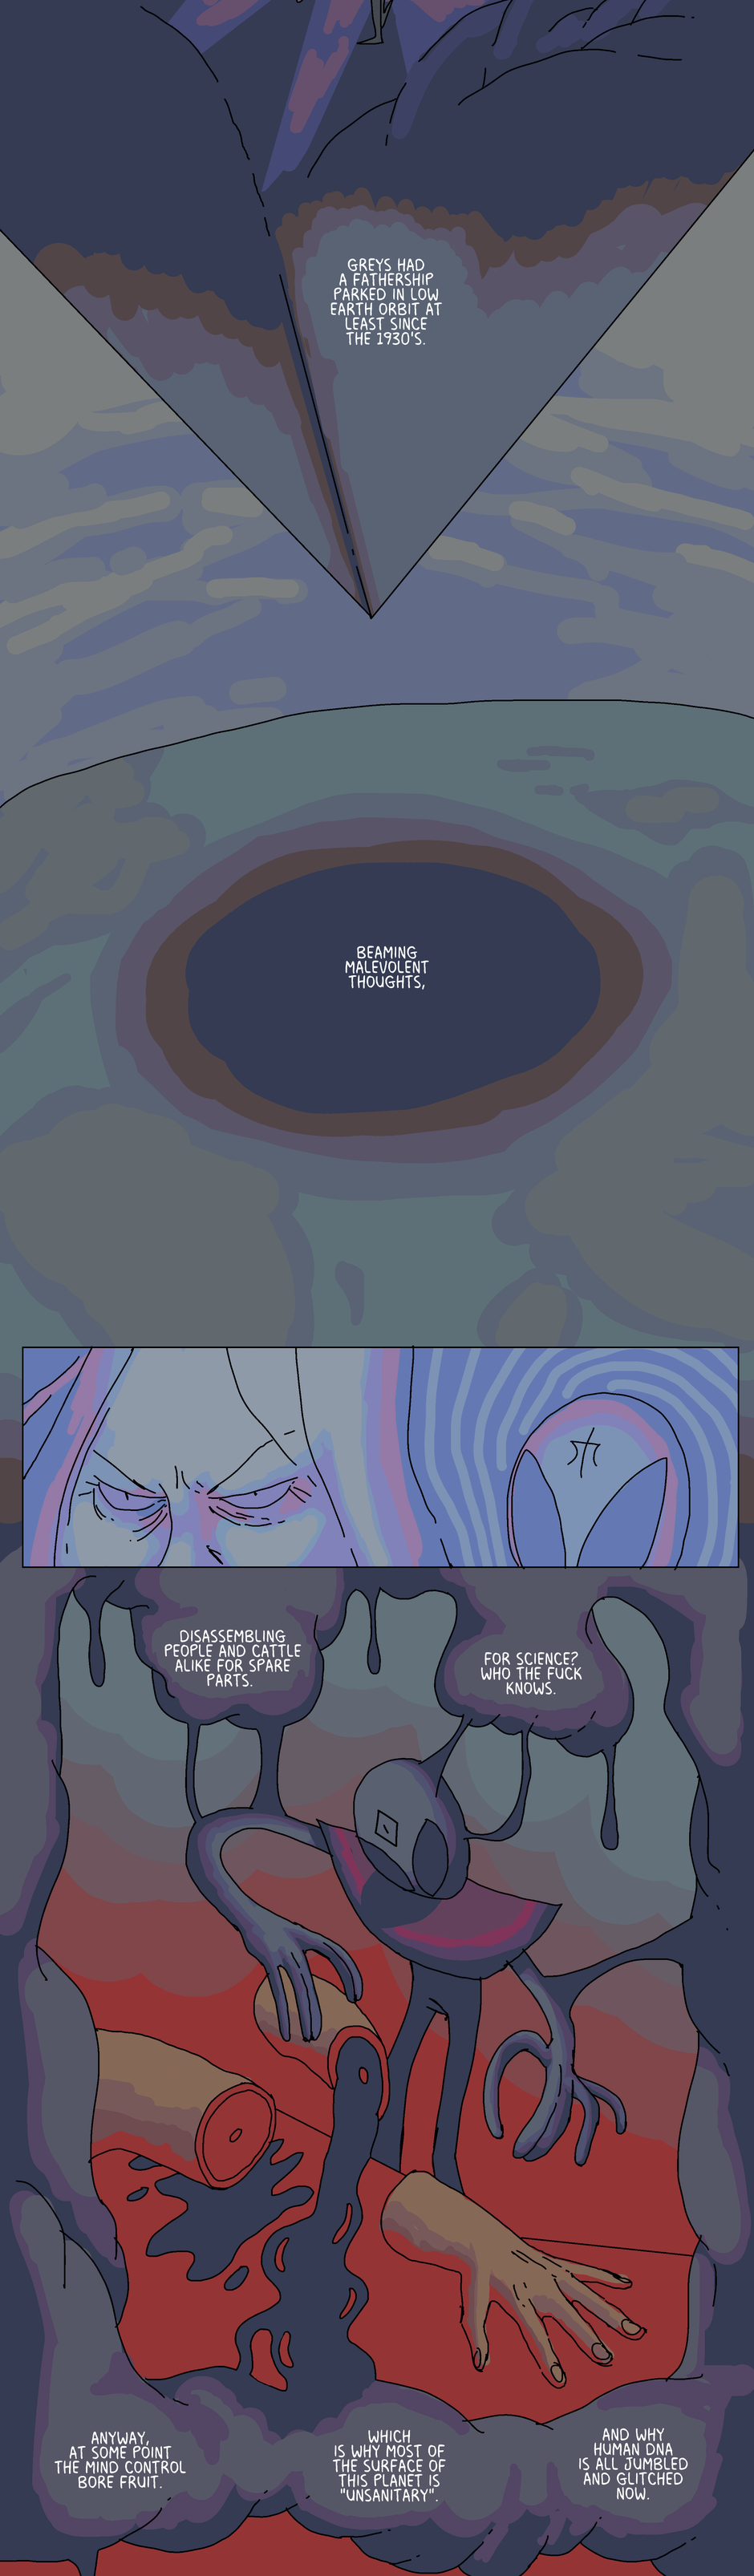 GREYS HAD
A FATHERSHIP
PARKED IN LOW
EARTH ORBIT AT
LEAST SINCE
THE 1930'S.
BEAMING
MALEVOLENT
THOUGHTS,
DISASSEMBLING
PEOPLE AND CATTLE
ALIKE FOR SPARE
PARTS.
FOR SCIENCE?
WHO THE FUCK
KNOWS.
ANYWAY,
AT SOME POINT
THE MIND CONTROL
BORE FRUIT.
WHICH
IS WHY MOST OF
THE SURFACE OF
THIS PLANET IS
"UNSANITARY".
AND WHY
HUMAN DNA
IS ALL JUMBLED
AND GLITCHED
NOW.